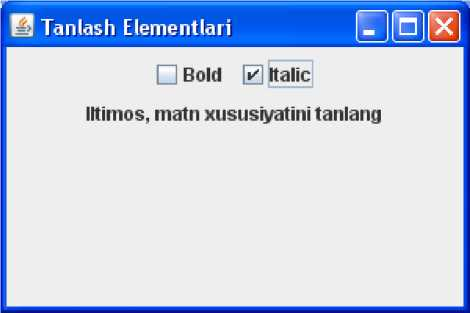 Tanlash Elementlari
Bold Italic
Iltimos, matn xususiyatini tanlang